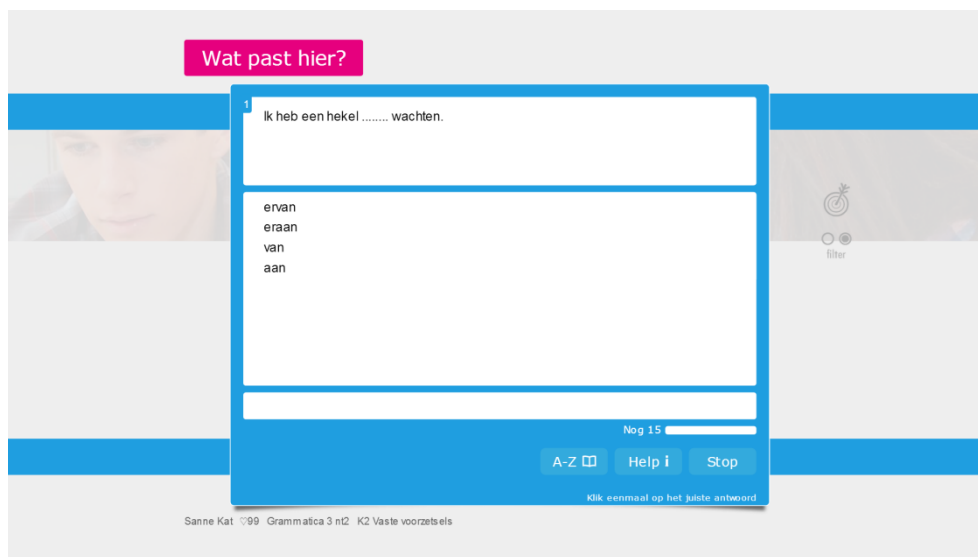 Wat past hier?
1
Ik heb een hekel ........ wachten.
ervan
eraan
van
aan
filter
Nog 15
A-Z
Help i
Stop
Klik eenmaal op het juiste antwoord
Sanne Kat ♡99 Grammatica 3 nt2 K2 Vaste voorzetsels